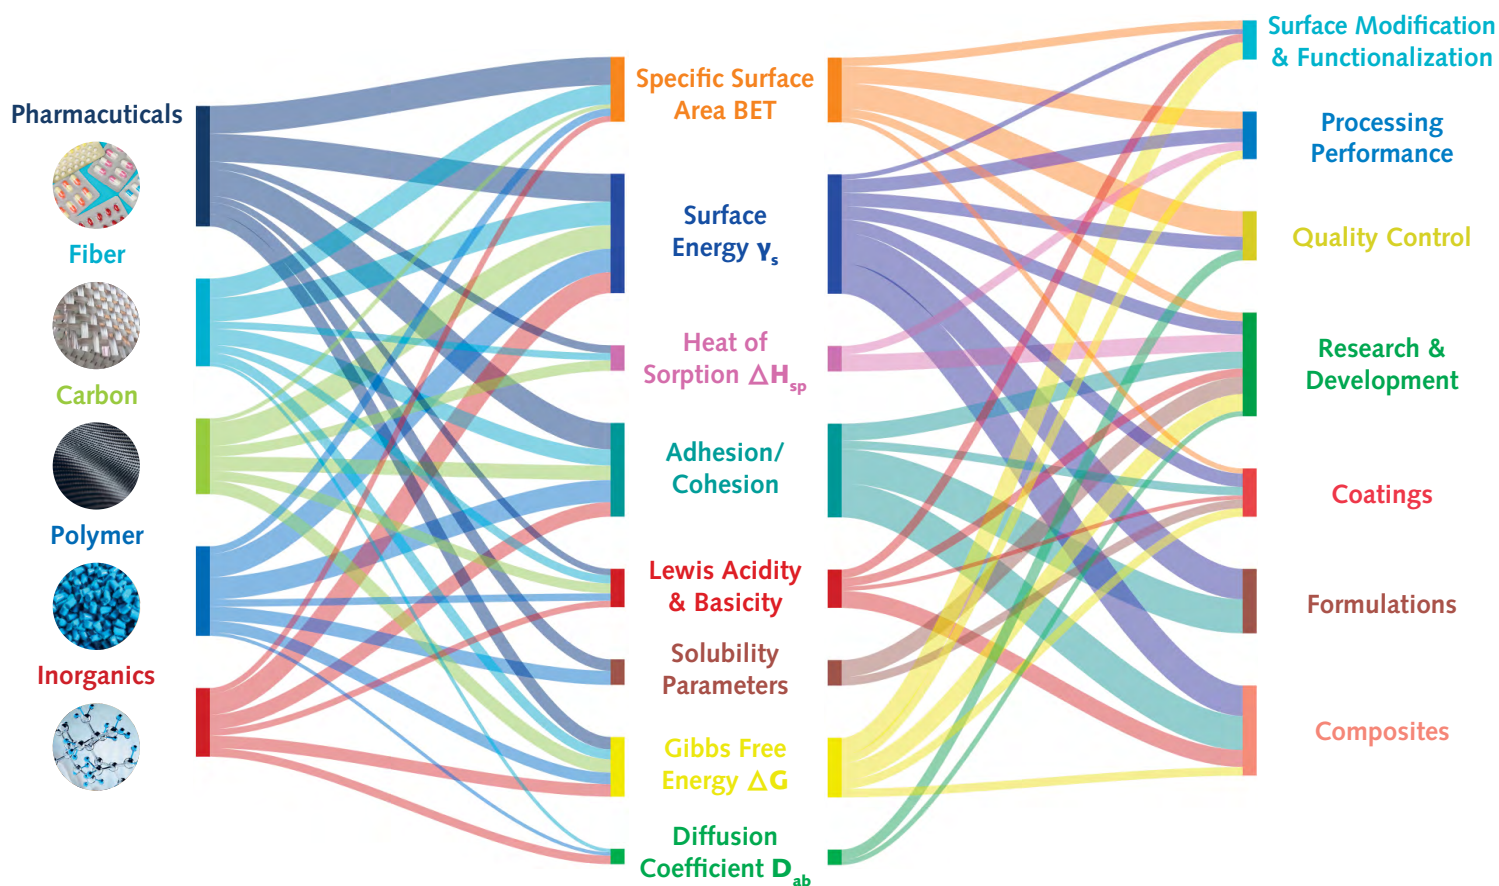 Pharmacuticals
Fiber
Carbon
Polymer
Inorganics
Specific Surface
Area BET
Surface
Energy γs
Heat of
Sorption ΔHsp
Adhesion/
Cohesion
Lewis Acidity
& Basicity
Solubility
Parameters
Gibbs Free
Energy ΔG
Diffusion
Coefficient Dab
Surface Modification
& Functionalization
Processing
Performance
Quality Control
Research &
Development
Coatings
Formulations
Composites